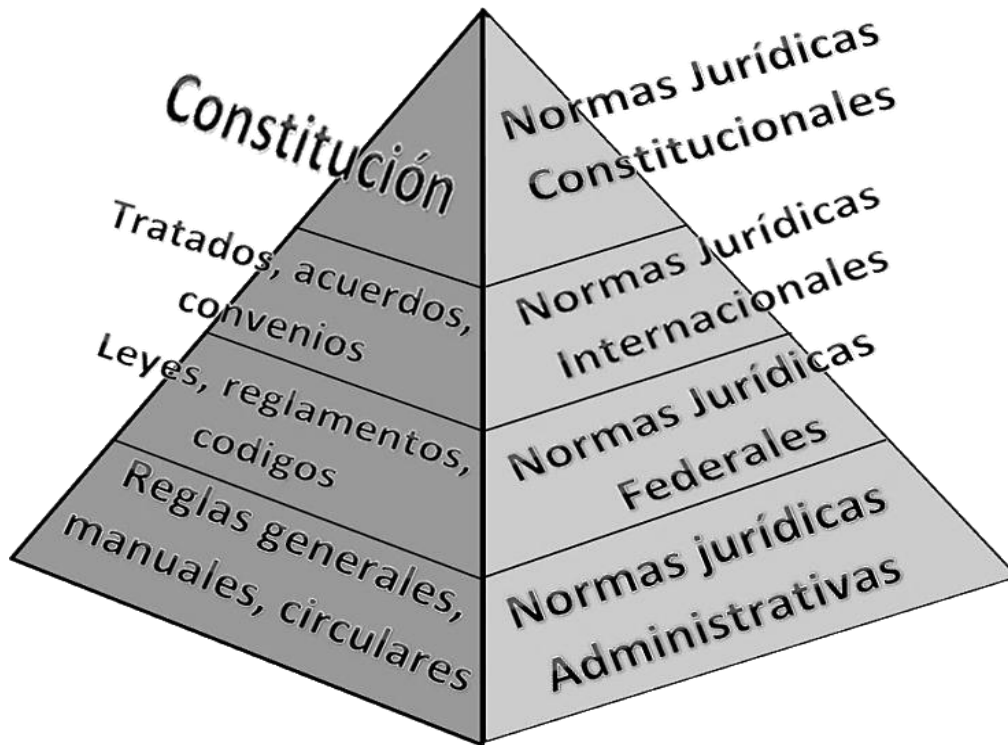 Constitución
Tratados, acuerdos,
convenios
Leyes, reglamentos,
codigos
Reglas generales,
manuales, circulares
Normas Jurídicas
Constitucionales
Normas Jurídicas
Internacionales
Normas Jurídicas
Federales
Normas jurídicas
Administrativas